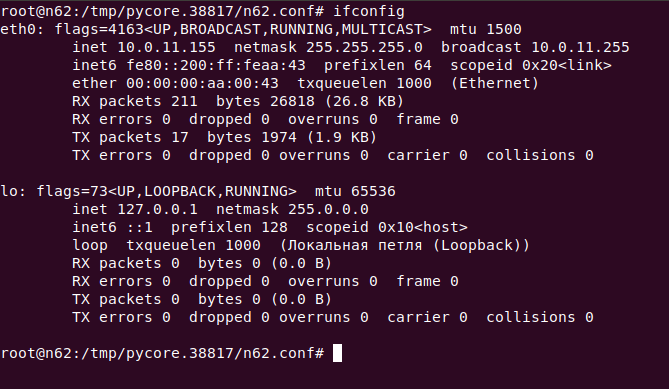 root@n62:/tmp/pycore.38817/n62.conf# ifconfig
eth0: flags=4163<UP,BROADCAST,RUNNING,MULTICAST>  mtu 1500
        inet 10.0.11.155  netmask 255.255.255.0  broadcast 10.0.11.255
        inet6 fe80::200:ff:feaa:43  prefixlen 64  scopeid 0x20<link>
        ether 00:00:00:aa:00:43  txqueuelen 1000  (Ethernet)
        RX packets 211  bytes 26818 (26.8 KB)
        RX errors 0  dropped 0  overruns 0  frame 0
        TX packets 17  bytes 1974 (1.9 KB)
        TX errors 0  dropped 0 overruns 0  carrier 0  collisions 0

lo: flags=73<UP,LOOPBACK,RUNNING>  mtu 65536
        inet 127.0.0.1  netmask 255.0.0.0
        inet6 ::1  prefixlen 128  scopeid 0x10<host>
        loop  txqueuelen 1000  (Локальная петля (Loopback))
        RX packets 0  bytes 0 (0.0 B)
        RX errors 0  dropped 0  overruns 0  frame 0
        TX packets 0  bytes 0 (0.0 B)
        TX errors 0  dropped 0 overruns 0  carrier 0  collisions 0

root@n62:/tmp/pycore.38817/n62.conf#